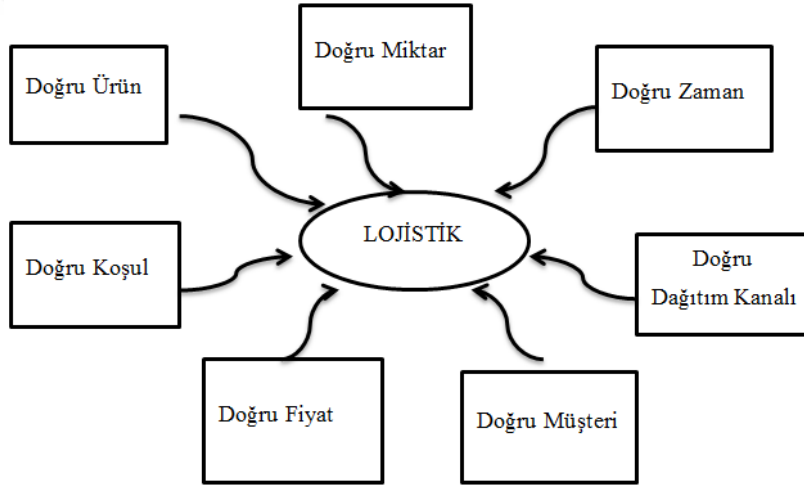 Doğru Miktar
Doğru Ürün
Doğru Zaman
LOJİSTİK
Doğru Koşul
Doğru
Dağıtım Kanalı
Doğru Fiyat
Doğru Müşteri